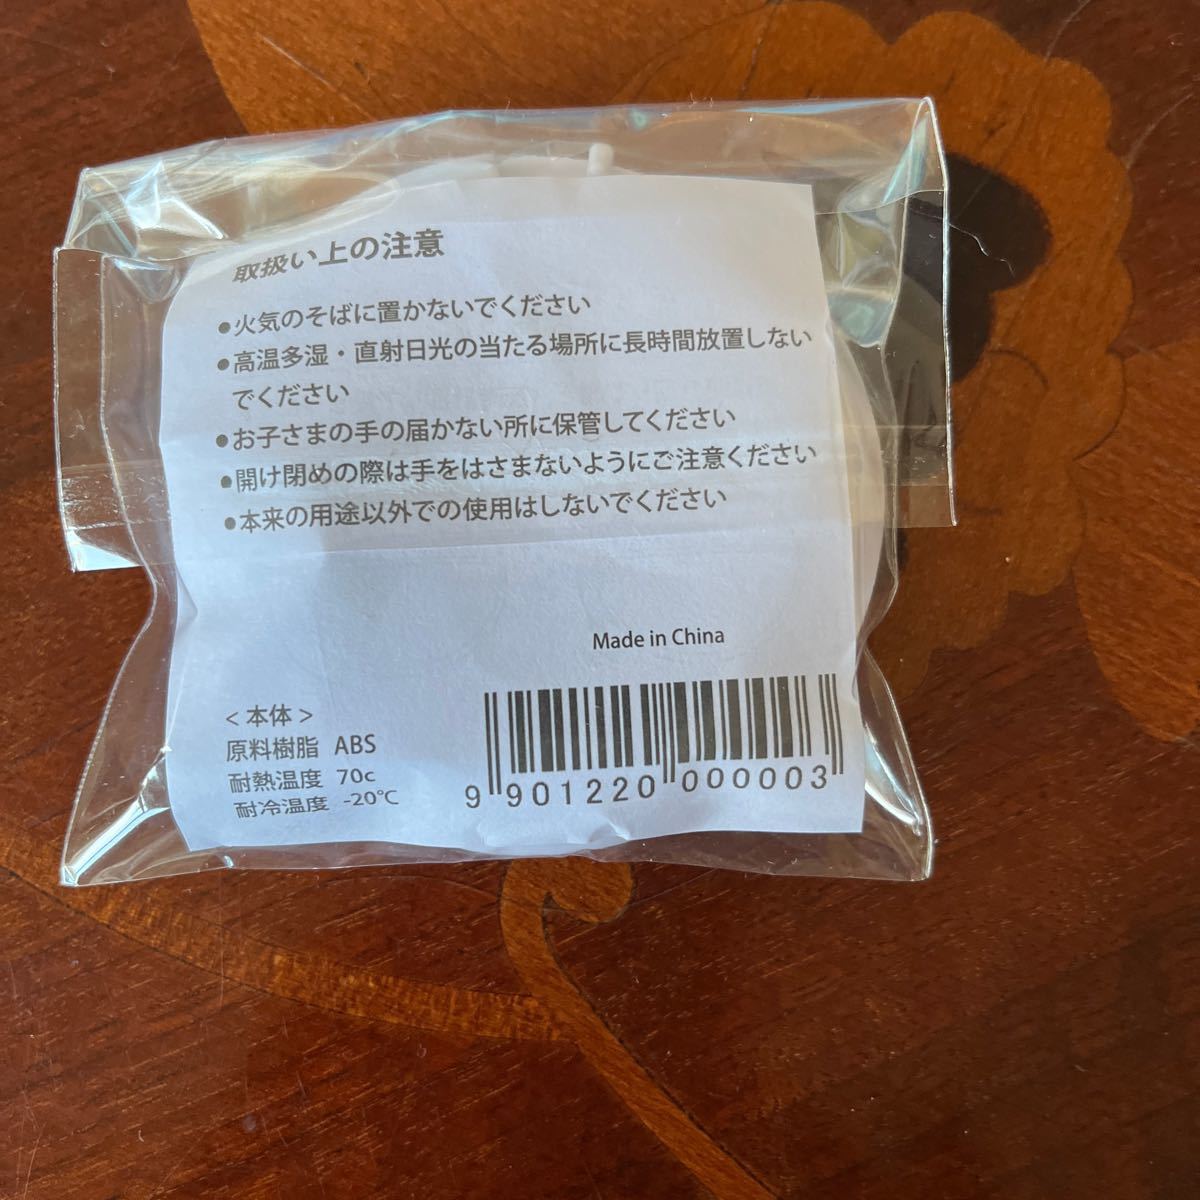 取扱い上の注意
●火気のそばに置かないでください
●高温多湿・直射日光の当たる場所に長時間放置しない
でください
●お子さまの手の届かない所に保管してください
●開け閉めの際は手をはさまないようにご注意ください
●本来の用途以外での使用はしないでください
Made in China
<本体>
原料樹脂 ABS
耐熱温度 70c
耐冷温度 -20℃
9 901220 000003